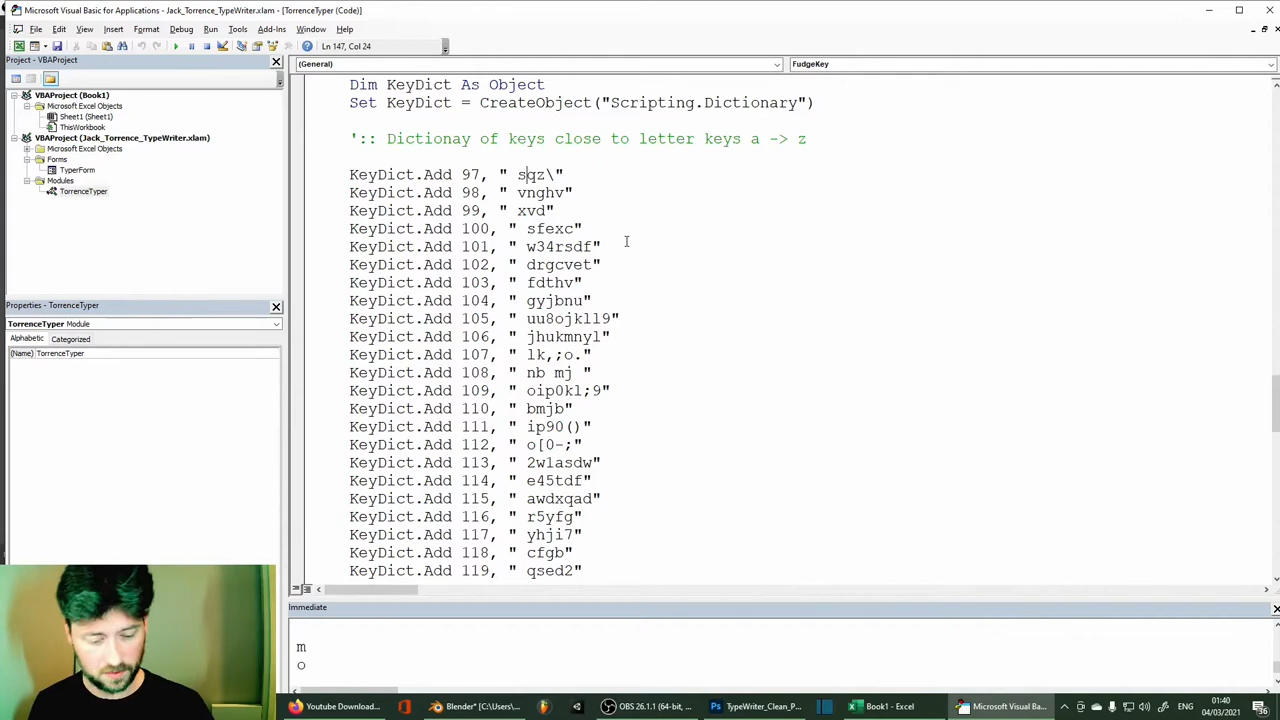 Microsoft Visual Basic for Applications - Jack_Torrence_TypeWriter.xlam - [TorrenceTyper (Code)]
File Edit View Insert Format Debug Run Tools Add-Ins Window Help
Ln 147, Col 24
Project - VBAProject
(General)
FudgeKey
VBAProject (Book1)
Microsoft Excel Objects
Sheet1 (Sheet1)
ThisWorkbook
VBAProject (Jack_Torrence_TypeWriter.xlam)
Microsoft Excel Objects
Forms
TyperForm
Modules
TorrenceTyper
Properties - TorrenceTyper
TorrenceTyper Module
Alphabetic Categorized
(Name) TorrenceTyper
Dim KeyDict As Object
Set KeyDict = CreateObject("Scripting.Dictionary")
':: Dictionay of keys close to letter keys a -> z
KeyDict.Add 97, " sqz\"
KeyDict.Add 98, " vnghv"
KeyDict.Add 99, " xvd"
KeyDict.Add 100, " sfexc"
KeyDict.Add 101, " w34rsdf"
KeyDict.Add 102, " drgcvet"
KeyDict.Add 103, " fdthv"
KeyDict.Add 104, " gyjbnu"
KeyDict.Add 105, " uu8ojkll9"
KeyDict.Add 106, " jhukmnyl"
KeyDict.Add 107, " lk,;o."
KeyDict.Add 108, " nb mj "
KeyDict.Add 109, " oip0kl;9"
KeyDict.Add 110, " bmjb"
KeyDict.Add 111, " ip90()"
KeyDict.Add 112, " o[0-;"
KeyDict.Add 113, " 2w1asdw"
KeyDict.Add 114, " e45tdf"
KeyDict.Add 115, " awdxqad"
KeyDict.Add 116, " r5yfg"
KeyDict.Add 117, " yhji7"
KeyDict.Add 118, " cfgb"
KeyDict.Add 119, " qsed2"
Immediate
m
o
Youtube Download...
Blender* [C:\Users\...
OBS 26.1.1 (64-bit, ...
TypeWriter_Clean_P...
Book1 - Excel
Microsoft Visual Bas...
ENG
01:40
04/03/2021
36